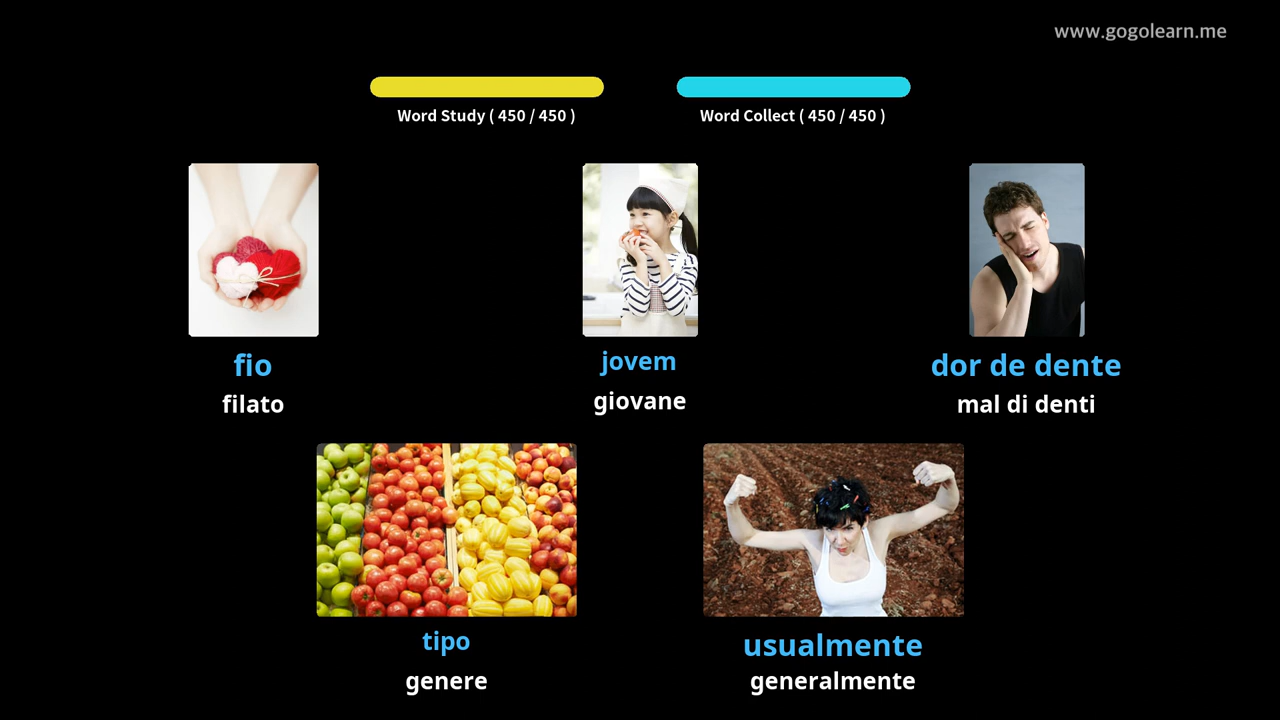 www.gogolearn.me
Word Study ( 450 / 450 )
Word Collect ( 450 / 450 )
fio
filato
jovem
giovane
dor de dente
mal di denti
tipo
genere
usualmente
generalmente